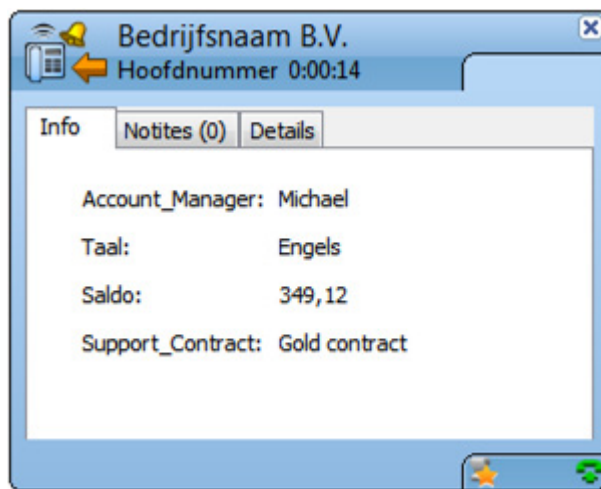 Bedrijfsnaam B.V.
Hoofdnummer 0:00:14
Info Notites (0) Details
Account_Manager: Michael
Taal: Engels
Saldo: 349,12
Support_Contract: Gold contract